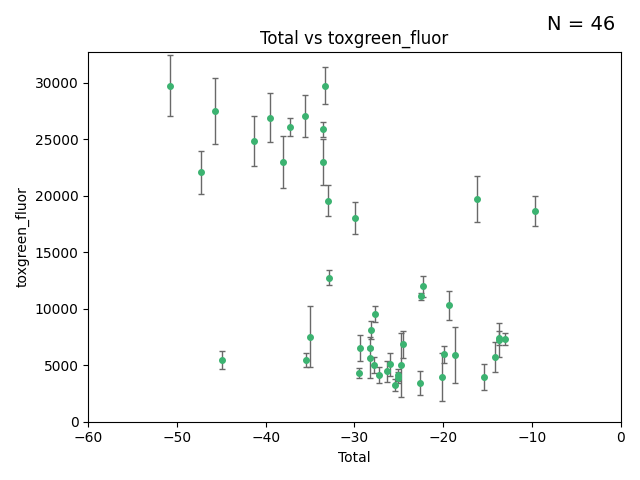 N = 46
Total vs toxgreen_fluor
toxgreen_fluor
30000
25000
20000
15000
10000
5000
0
−60 −50 −40 −30 −20 −10 0
Total